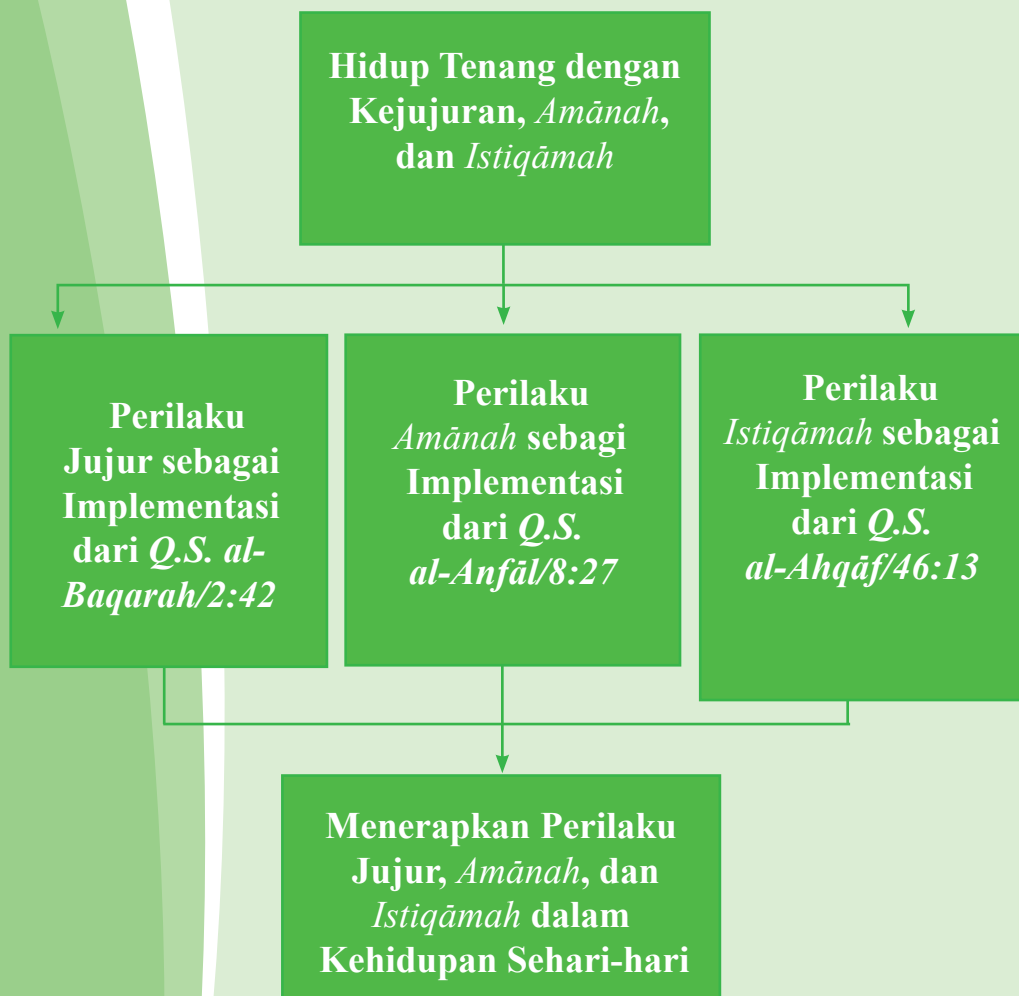 Hidup Tenang dengan
Kejujuran, Amānah,
dan Istiqāmah
Perilaku
Jujur sebagai
Implementasi
dari Q.S. al-
Baqarah/2:42
Perilaku
Amānah sebagi
Implementasi
dari Q.S.
al-Anfāl/8:27
Perilaku
Istiqāmah sebagai
Implementasi
dari Q.S.
al-Ahqāf/46:13
Menerapkan Perilaku
Jujur, Amānah, dan
Istiqāmah dalam
Kehidupan Sehari-hari